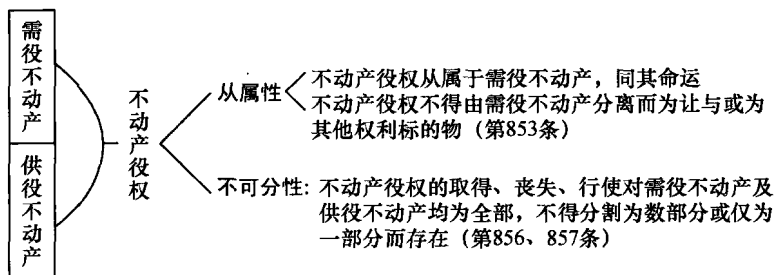 需役不动产
供役不动产
不动产役权
从属性
不动产役权从属于需役不动产，同其命运
不动产役权不得由需役不动产分离而为让与或为
其他权利标的物（第853条）
不可分性：不动产役权的取得、丧失、行使对需役不动产及
供役不动产均为全部，不得分割为数部分或仅为
一部分而存在（第856、857条）